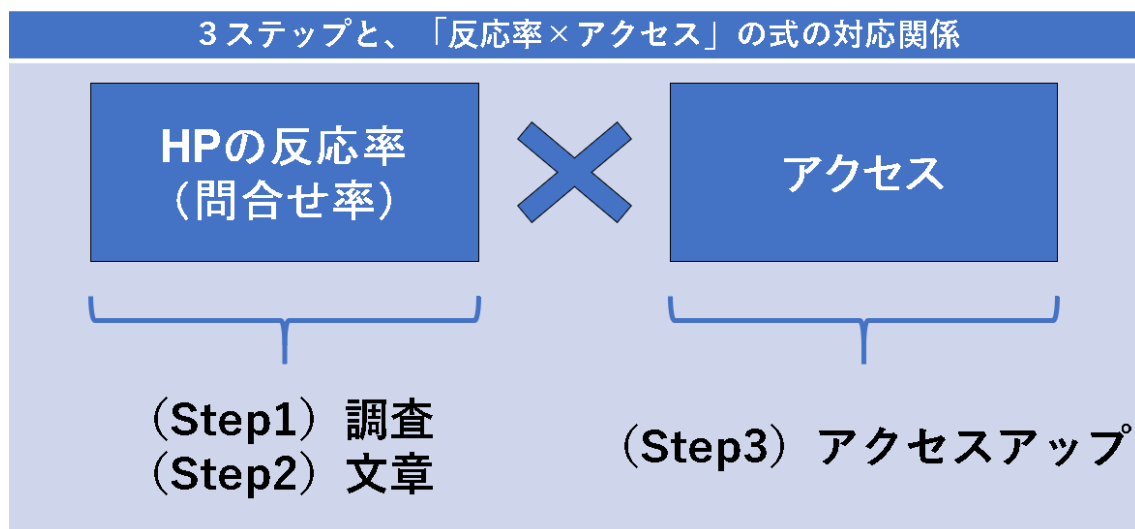 ３ステップと、「反応率×アクセス」の式の対応関係
HPの反応率
（問合せ率）
アクセス
（Step1）調査
（Step2）文章
（Step3）アクセスアップ